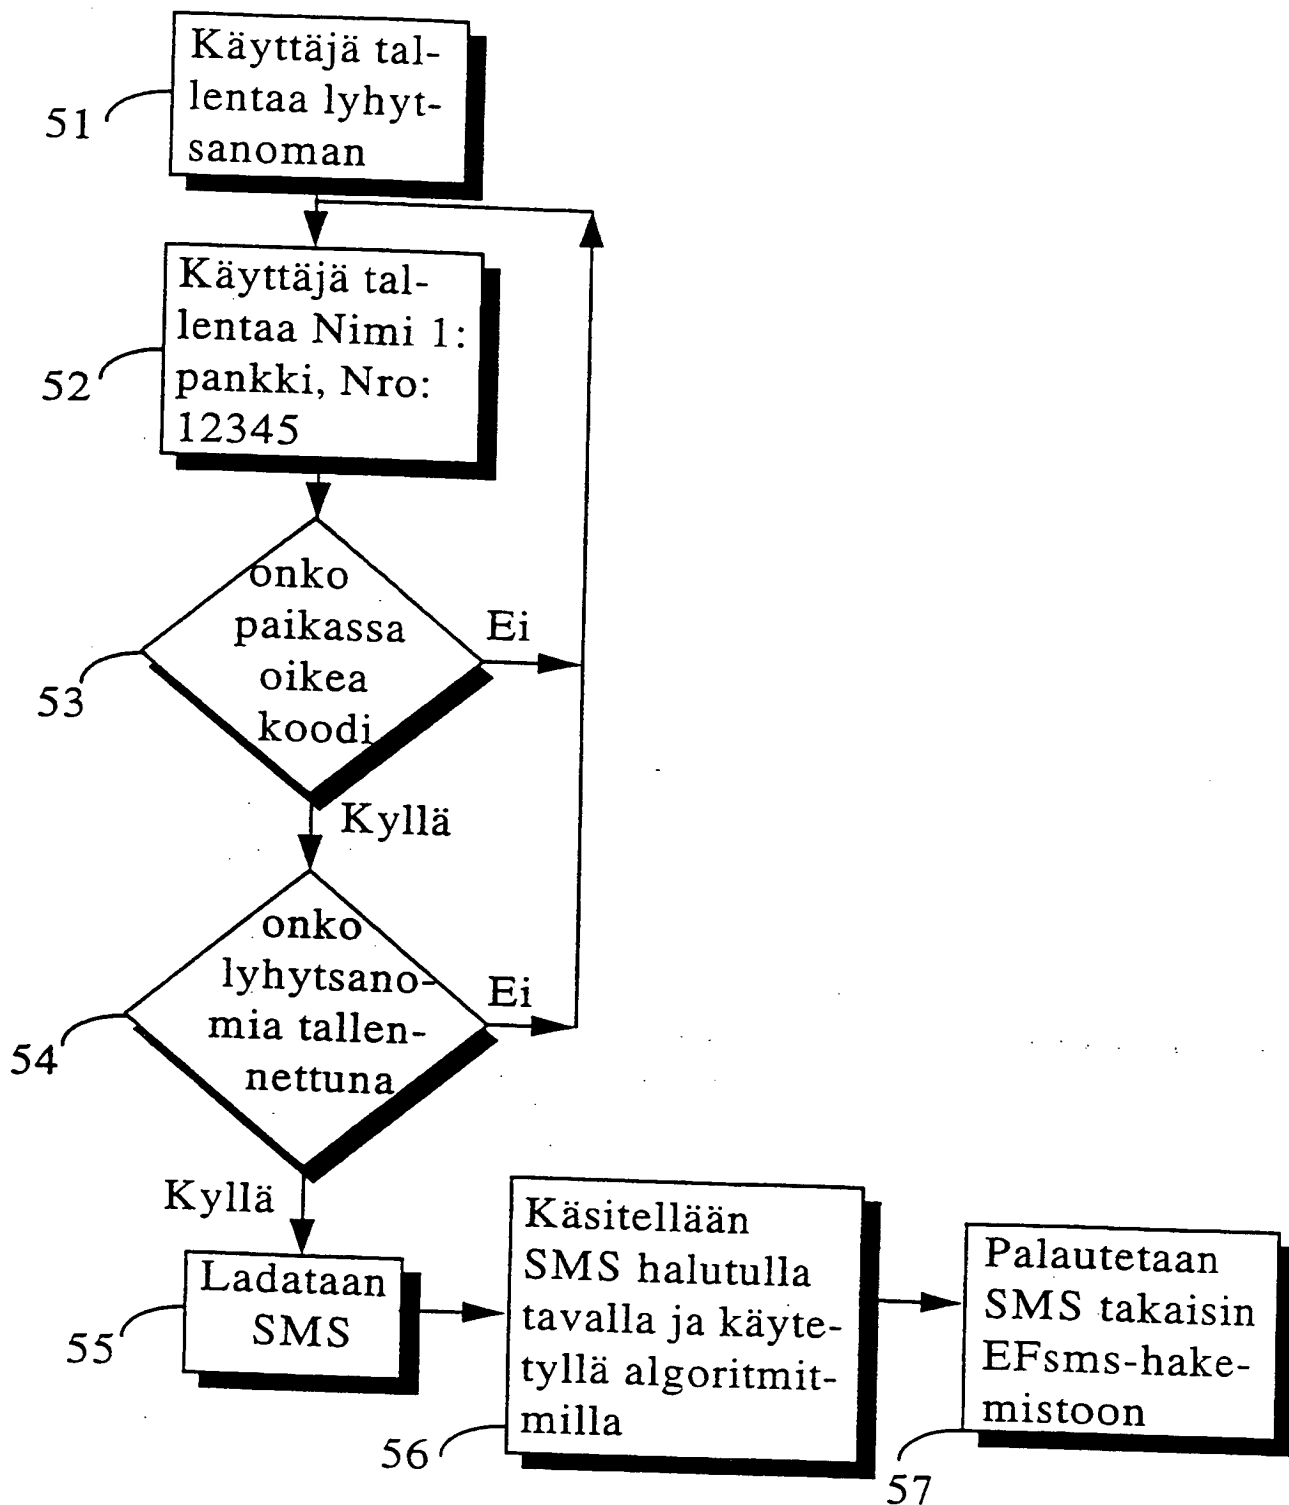 Käyttäjä tal-
lentaa lyhyt-
sanoman
51
Käyttäjä tal-
lentaa Nimi 1:
pankki, Nro:
12345
52
onko
paikassa
oikea
koodi
Ei
53
Kyllä
onko
lyhytsano-
mia tallen-
nettuna
Ei
54
Kyllä
Ladataan
SMS
55
Käsitellään
SMS halutulla
tavalla ja käyte-
tyllä algoritmit-
milla
56
Palautetaan
SMS takaisin
EFsms-hake-
mistoon
57